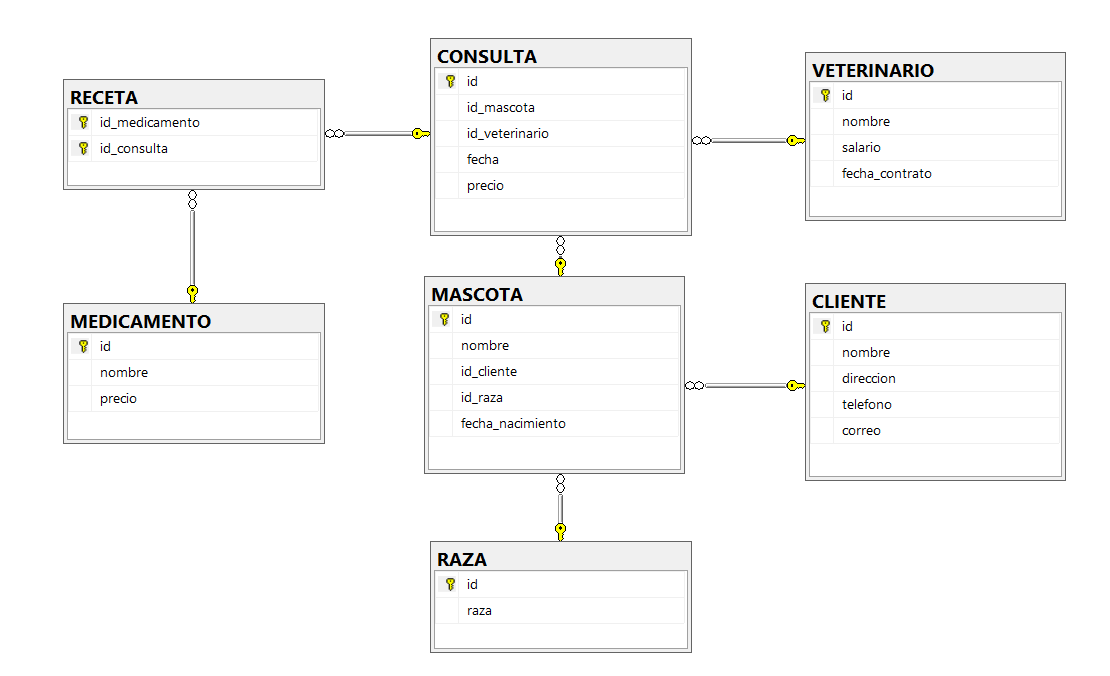 CONSULTA
id
id_mascota
id_veterinario
fecha
precio
VETERINARIO
id
nombre
salario
fecha_contrato
RECETA
id_medicamento
id_consulta
MEDICAMENTO
id
nombre
precio
MASCOTA
id
nombre
id_cliente
id_raza
fecha_nacimiento
CLIENTE
id
nombre
direccion
telefono
correo
RAZA
id
raza